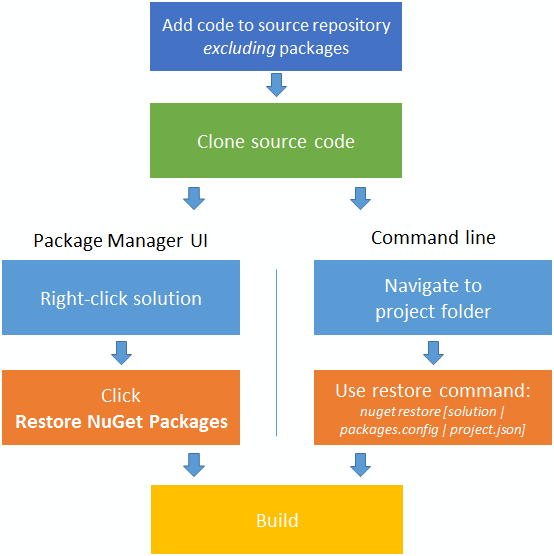 Add code to source repository
excluding packages
Clone source code
Package Manager UI
Right-click solution
Click
Restore NuGet Packages
Command line
Navigate to
project folder
Use restore command:
nuget restore [solution |
packages.config | project.json]
Build